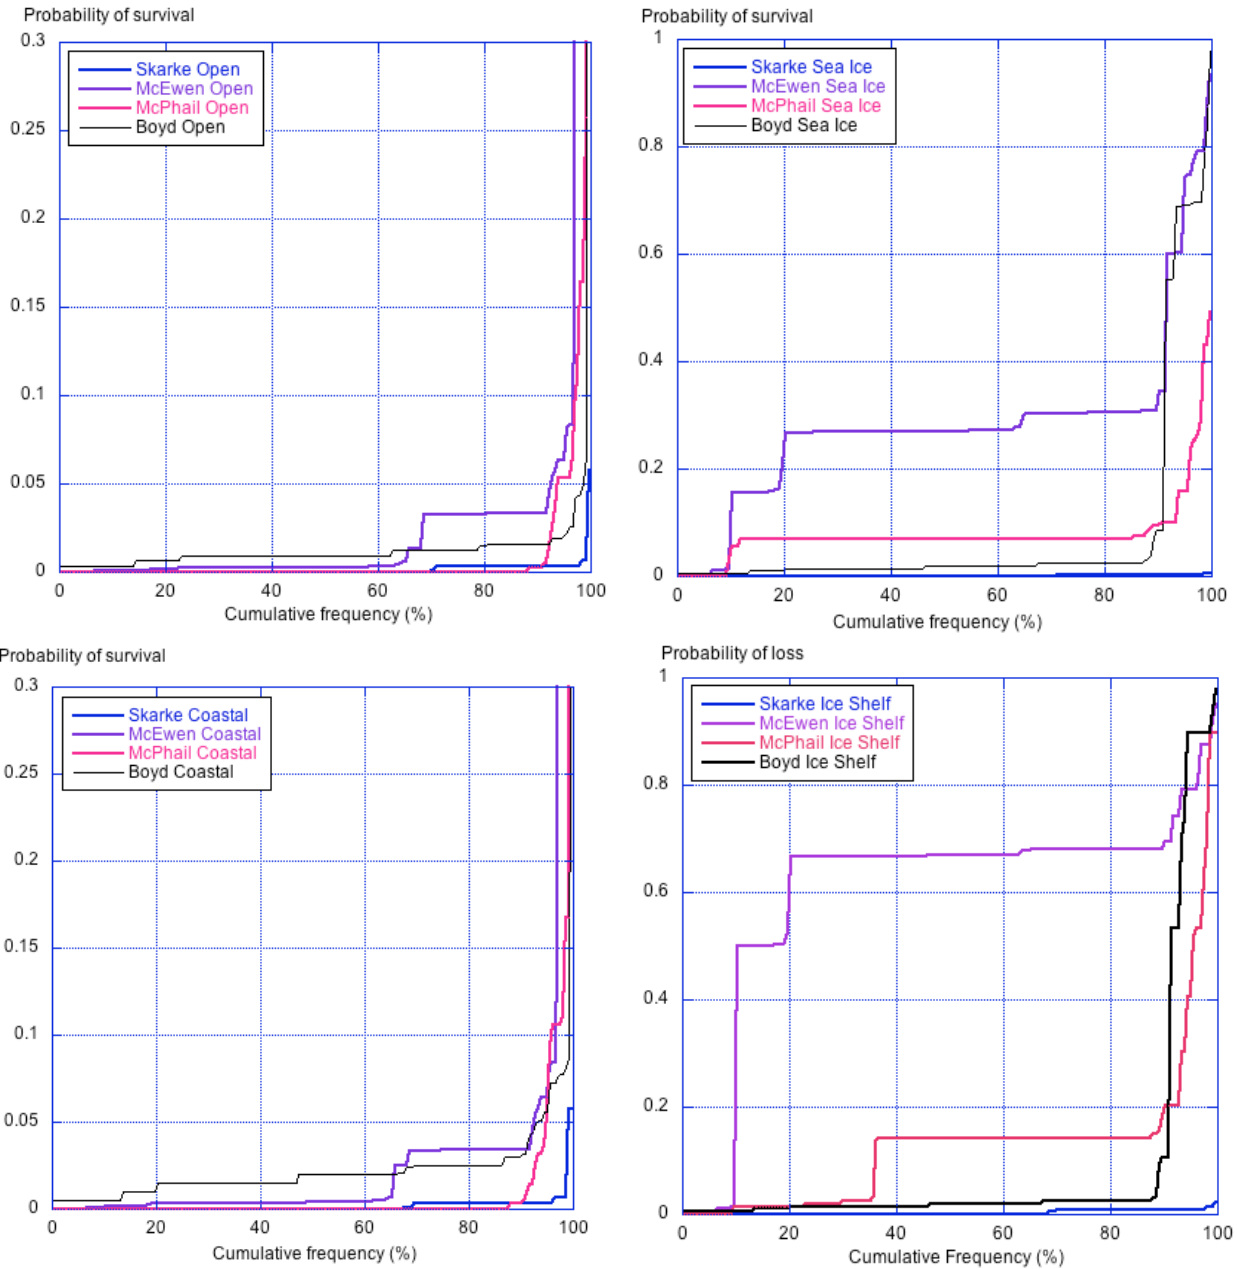 Probability of survival
0.3
0.25
0.2
0.15
0.1
0.05
0
Skarke Open
McEwen Open
McPhail Open
Boyd Open
0 20 40 60 80 100
Cumulative frequency (%)
Probability of survival
1
0.8
0.6
0.4
0.2
0
Skarke Sea Ice
McEwen Sea Ice
McPhail Sea Ice
Boyd Sea Ice
0 20 40 60 80 100
Cumulative frequency (%)
Probability of survival
0.3
0.25
0.2
0.15
0.1
0.05
0
Skarke Coastal
McEwen Coastal
McPhail Coastal
Boyd Coastal
0 20 40 60 80 100
Cumulative frequency (%)
Probability of loss
1
0.8
0.6
0.4
0.2
0
Skarke Ice Shelf
McEwen Ice Shelf
McPhail Ice Shelf
Boyd Ice Shelf
0 20 40 60 80 100
Cumulative Frequency (%)